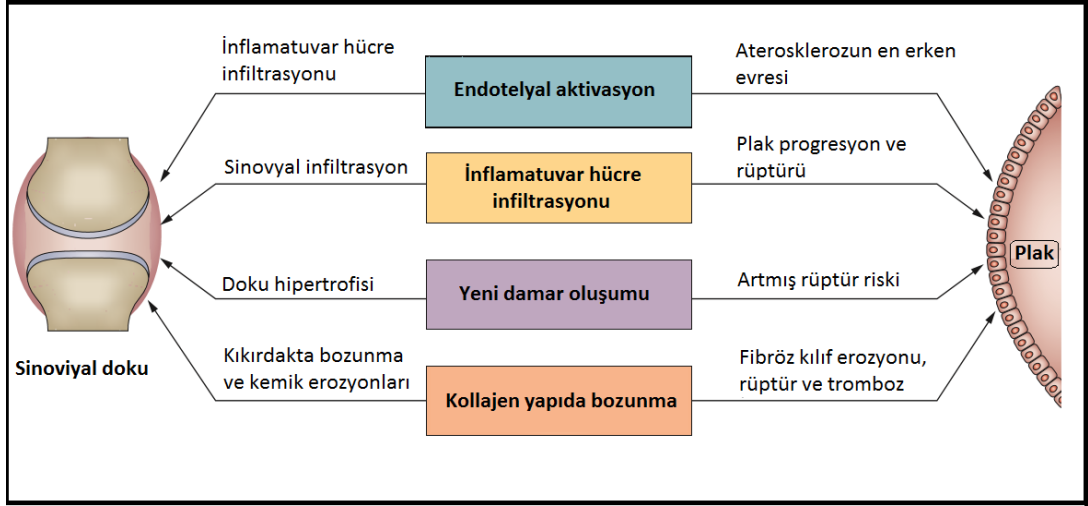 İnflamatuvar hücre
infiltrasyonu
Endotelyal aktivasyon
Aterosklerozun en erken
evresi
Sinovyal infiltrasyon
İnflamatuvar hücre
infiltrasyonu
Plak progresyon ve
rüptürü
Doku hipertrofisi
Yeni damar oluşumu
Artmış rüptür riski
Plak
Sinoviyal doku
Kıkırdakta bozunma
ve kemik erozyonları
Kollajen yapıda bozunma
Fibröz kılıf erozyonu,
rüptür ve tromboz